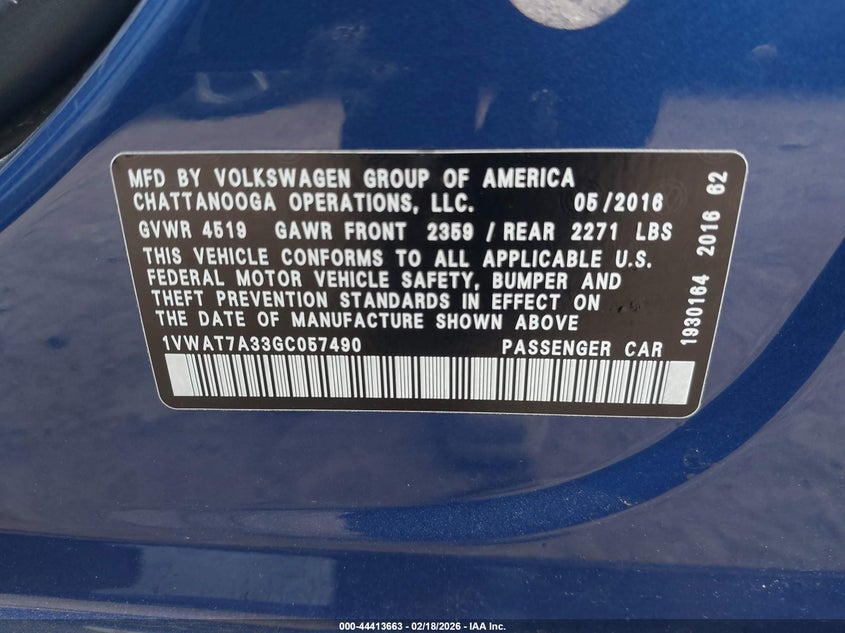 MFD BY VOLKSWAGEN GROUP OF AMERICA
CHATTANOOGA OPERATIONS, LLC. 05/2016
GVWR 4519 GAWR FRONT 2359 / REAR 2271 LBS
THIS VEHICLE CONFORMS TO ALL APPLICABLE U.S.
FEDERAL MOTOR VEHICLE SAFETY, BUMPER AND
THEFT PREVENTION STANDARDS IN EFFECT ON
THE DATE OF MANUFACTURE SHOWN ABOVE
1VWAT7A33GC057490 PASSENGER CAR
1930164 2016 62
000-44413663 - 02/18/2026 - IAA Inc.